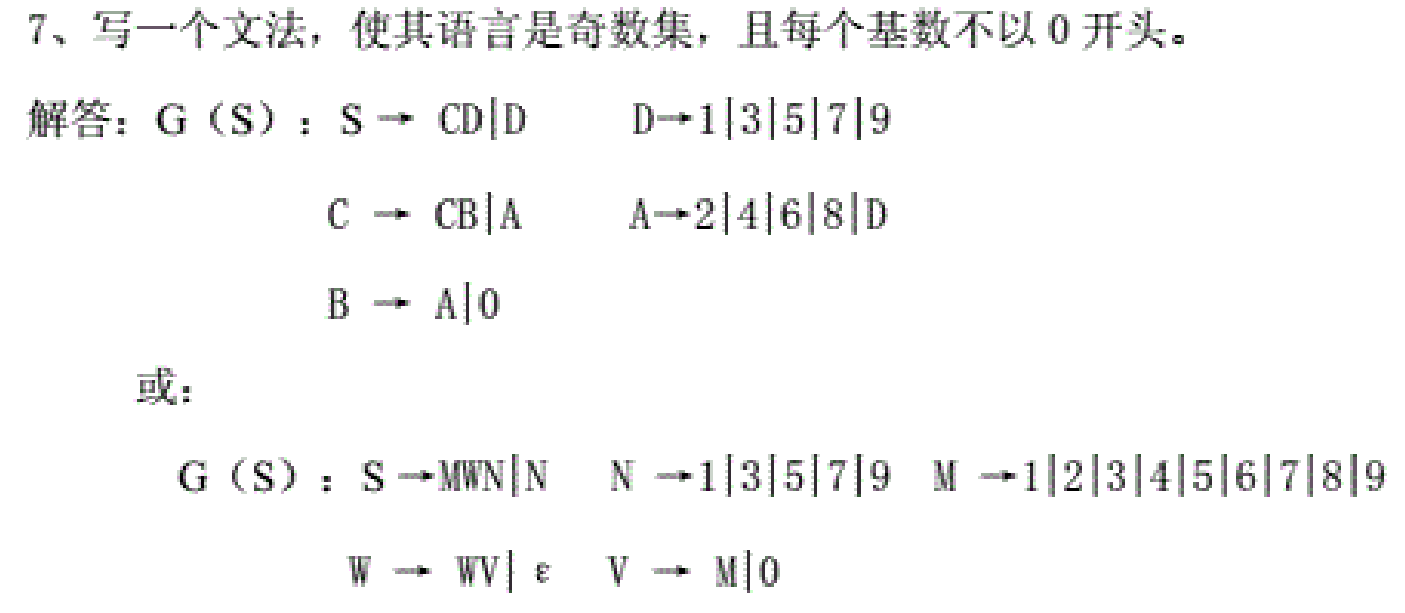 7、写一个文法，使其语言是奇数集，且每个基数不以 0 开头。
解答：G（S）：S → CD|D D→1|3|5|7|9
C → CB|A A→2|4|6|8|D
B → A|0
或：
G（S）：S →MWN|N N →1|3|5|7|9 M →1|2|3|4|5|6|7|8|9
W → WV| ε V → M|0